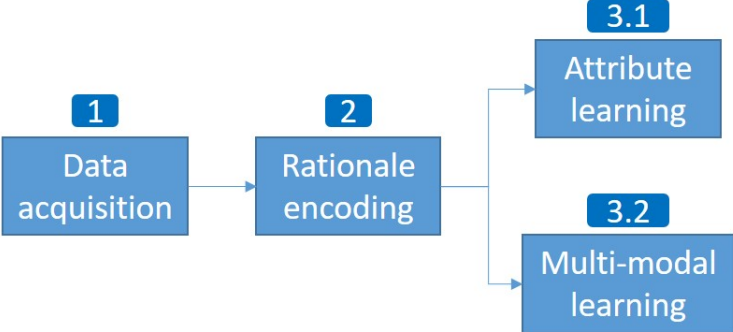 1
Data
acquisition
2
Rationale
encoding
3.1
Attribute
learning
3.2
Multi-modal
learning